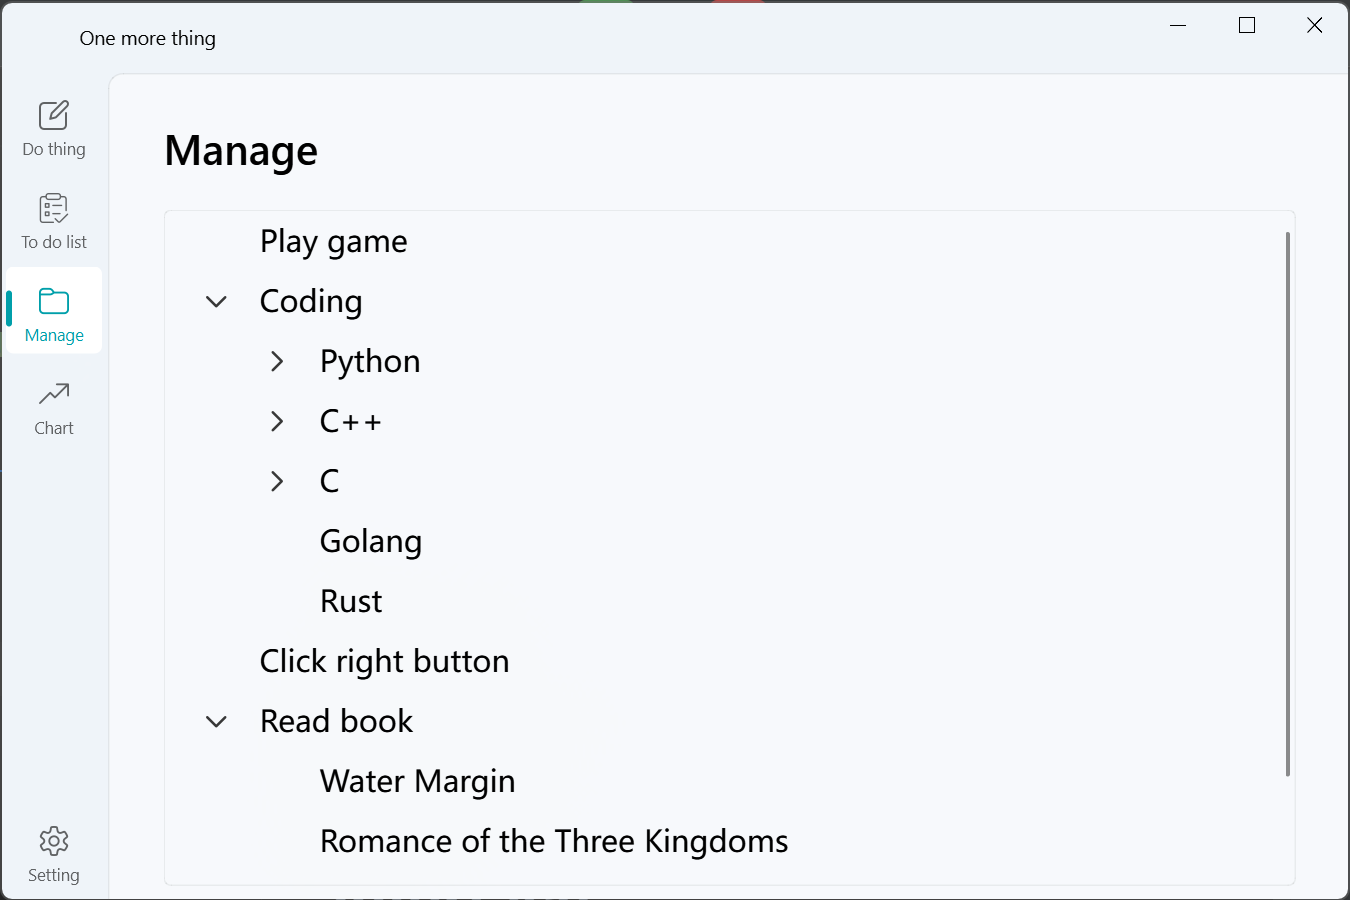 One more thing
Do thing
To do list
Manage
Chart
Setting
Manage
Play game
Coding
Python
C++
C
Golang
Rust
Click right button
Read book
Water Margin
Romance of the Three Kingdoms